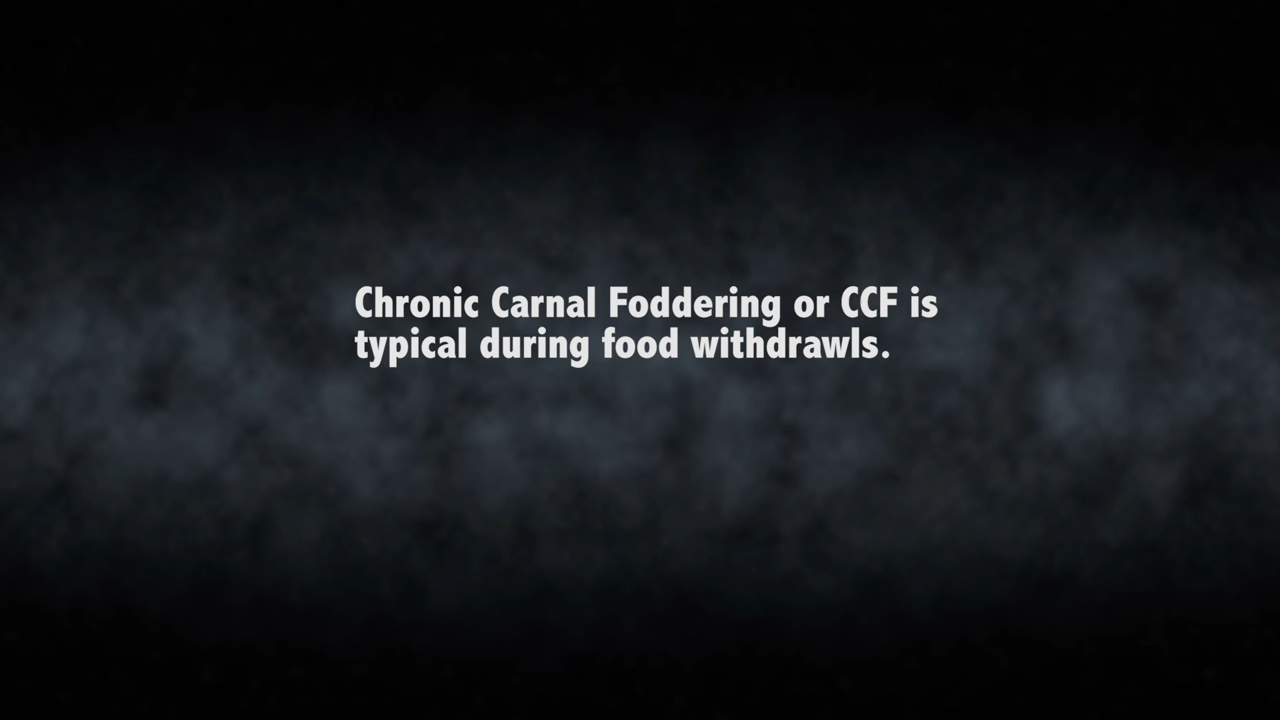 Chronic Carnal Foddering or CCF is
typical during food withdrawls.